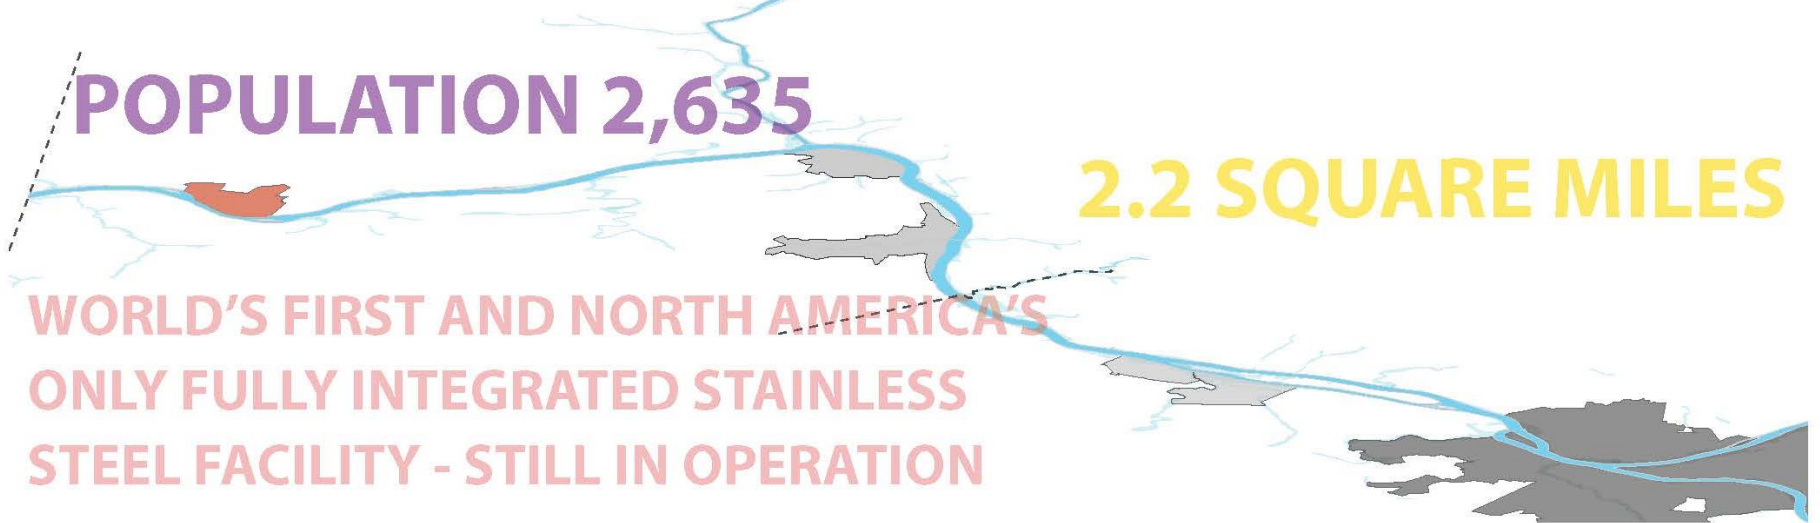 POPULATION 2,635
2.2 SQUARE MILES
WORLD'S FIRST AND NORTH AMERICA'S
ONLY FULLY INTEGRATED STAINLESS
STEEL FACILITY - STILL IN OPERATION